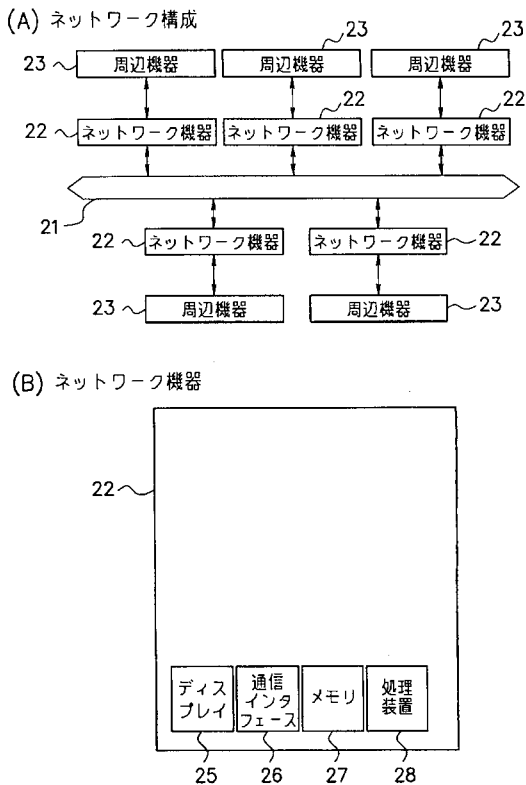 (A) ネットワーク構成
23 23
23 周辺機器 周辺機器 周辺機器
22 22
22 ネットワーク機器 ネットワーク機器 ネットワーク機器
21
22 ネットワーク機器 ネットワーク機器 22
23 周辺機器 周辺機器 23
(B) ネットワーク機器
22
ディス
プレイ
通信
インタ
フェース
メモリ
処理
装置
25 26 27 28